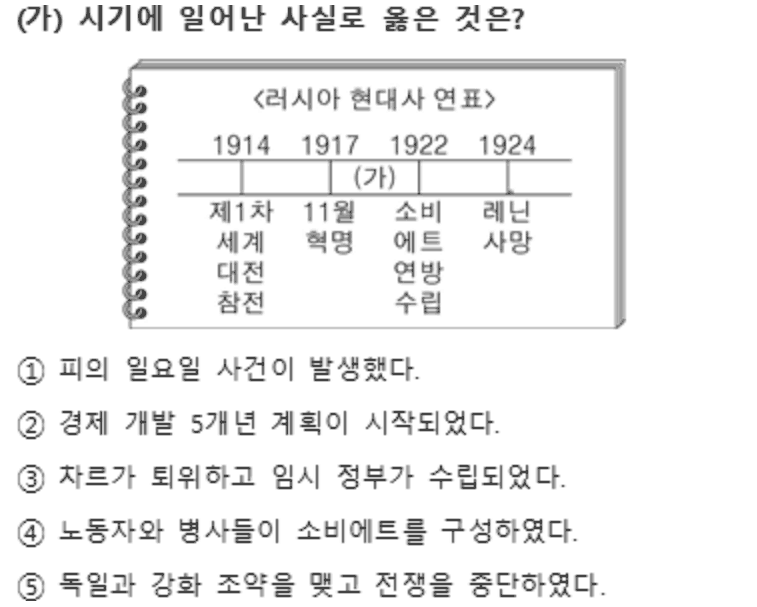 (가) 시기에 일어난 사실로 옳은 것은?
<러시아 현대사 연표>
1914 1917 1922 1924
(가)
제1차 11월 소비 레닌
세계 혁명 에트 사망
대전 연방
참전 수립
① 피의 일요일 사건이 발생했다.
② 경제 개발 5개년 계획이 시작되었다.
③ 차르가 퇴위하고 임시 정부가 수립되었다.
④ 노동자와 병사들이 소비에트를 구성하였다.
⑤ 독일과 강화 조약을 맺고 전쟁을 중단하였다.